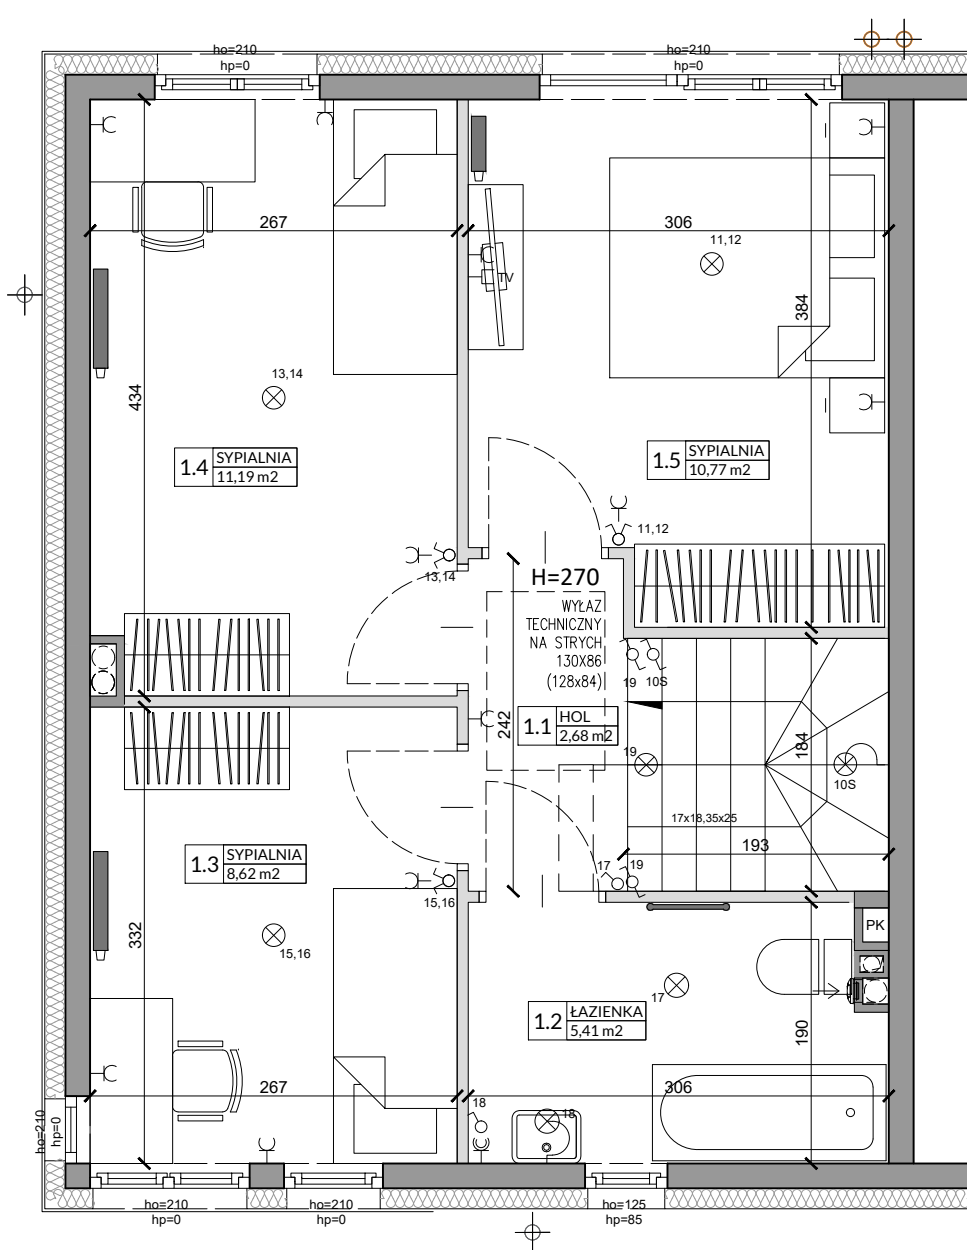 ho=210
hp=0
ho=210
hp=0
267
306
11,12
TV
384
13,14
434
1.4
SYPIALNIA
11,19 m2
1.5
SYPIALNIA
10,77 m2
11,12
13,14
H=270
WYŁAZ
TECHNICZNY
NA STRYCH
130X86
(128x84)
19
10S
242
1.1
HOL
2,68 m2
184
19
10S
17x18,35x25
193
1.3
SYPIALNIA
8,62 m2
17
19
15,16
332
15,16
PK
17
1.2
ŁAZIENKA
5,41 m2
190
267
306
18
18
ho=210
hp=0
ho=210
hp=0
ho=210
hp=0
ho=125
hp=85